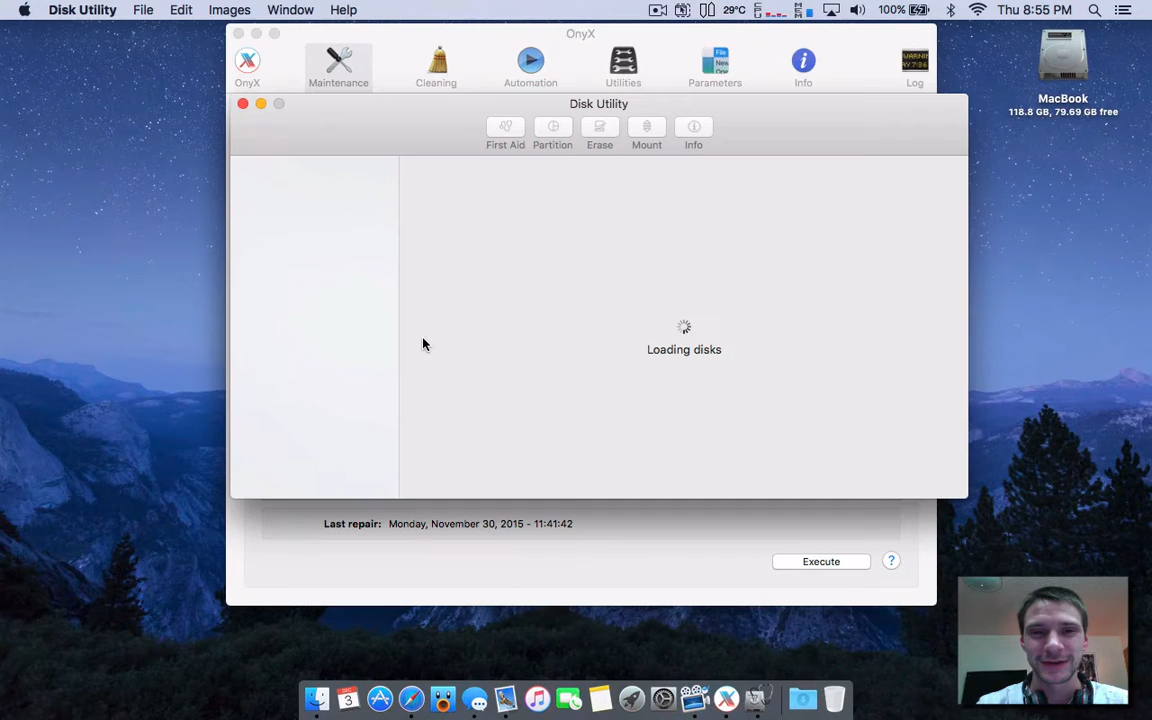 Disk Utility File Edit Images Window Help 29°C 100% Thu 8:55 PM
OnyX
OnyX Maintenance Cleaning Automation Utilities Parameters Info Log
Disk Utility
First Aid Partition Erase Mount Info
MacBook
118.8 GB, 79.69 GB free
Loading disks
Last repair: Monday, November 30, 2015 - 11:41:42
Execute ?
DEC
3